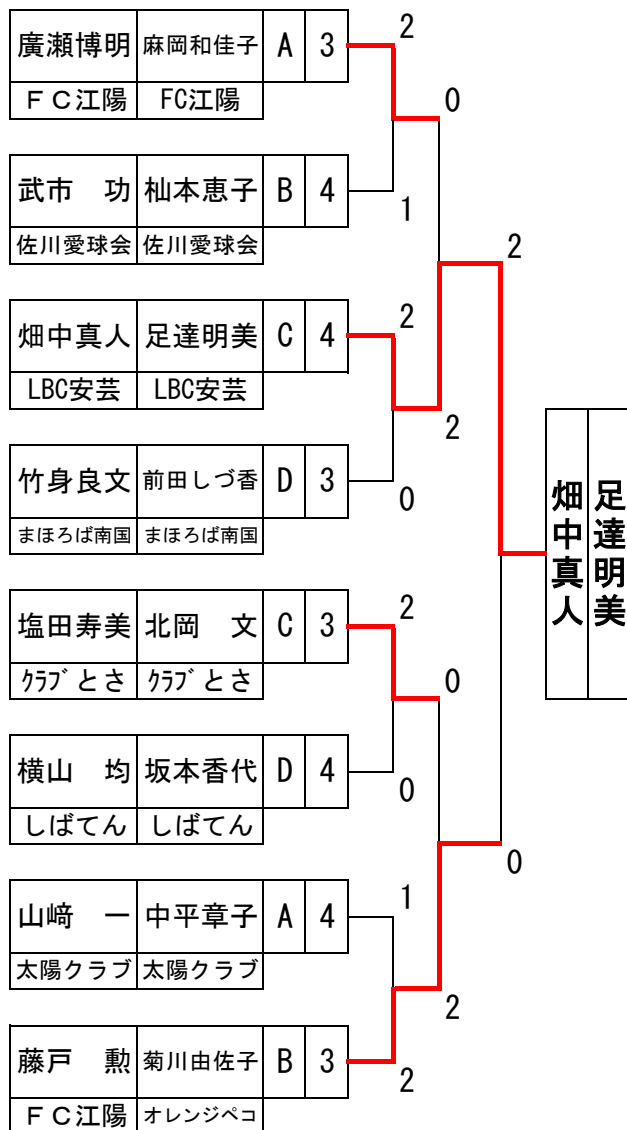 廣瀬博明 麻岡和佳子 A 3
ＦＣ江陽 FC江陽
2
0
武市　功 杣本恵子 B 4
佐川愛球会 佐川愛球会
1
2
畑中真人 足達明美 C 4
LBC安芸 LBC安芸
2
2
竹身良文 前田しづ香 D 3
まほろば南国 まほろば南国
0
畑中真人
足達明美
塩田寿美 北岡　文 C 3
ｸﾗﾌﾞとさ ｸﾗﾌﾞとさ
2
0
横山　均 坂本香代 D 4
しばてん しばてん
0
0
山﨑　一 中平章子 A 4
太陽クラブ 太陽クラブ
1
2
藤戸　勲 菊川由佐子 B 3
ＦＣ江陽 オレンジペコ
2